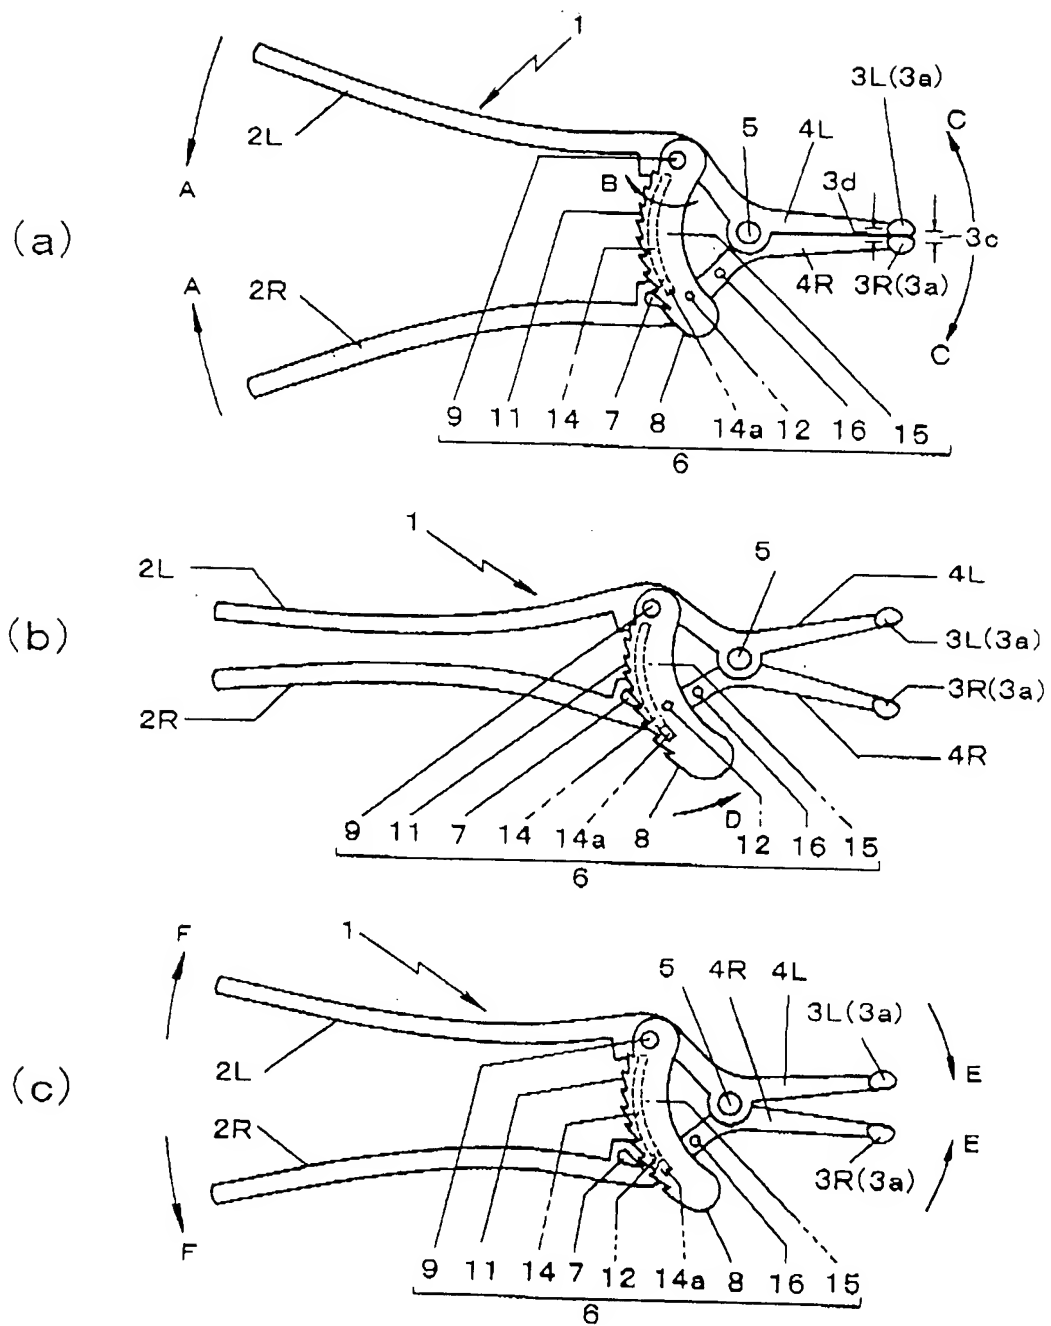 1
3L(3a)
C
5 4L
2L
3d
A
B
(a)
3c
A
2R
4R 3R(3a)
C
9 11 14 7 8 14a 12 16 15
6
1
5
2L
4L
(b)
3L(3a)
3R(3a)
2R
4R
D
9 11 7 14 14a 8 12 16 15
6
F
1
5 4R 4L
3L(3a)
2L
E
(c)
2R
E
3R(3a)
F
9 11 14 7 12 14a 8 16 15
6